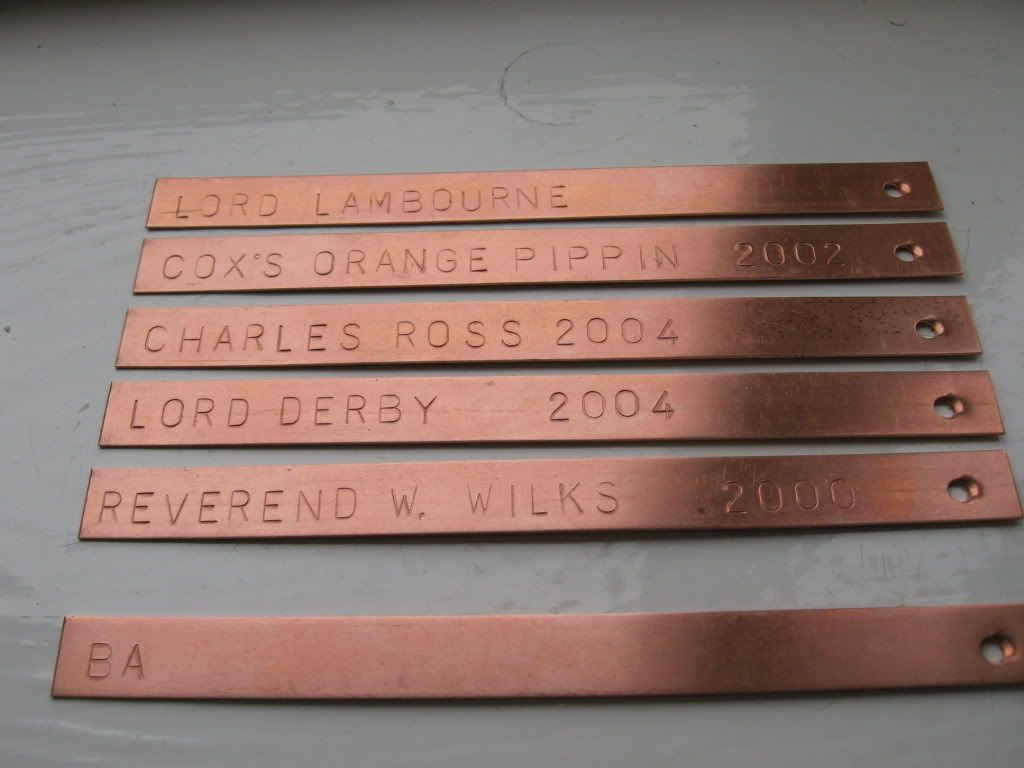 LORD LAMBOURNE
COX'S ORANGE PIPPIN 2002
CHARLES ROSS 2004
LORD DERBY 2004
REVEREND W. WILKS 2000
BA